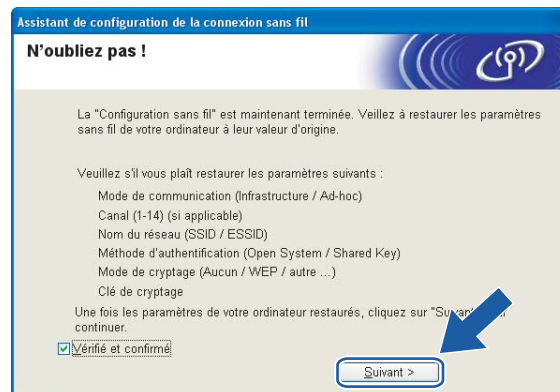 Assistant de configuration de la connexion sans fil
N'oubliez pas !
La "Configuration sans fil" est maintenant terminée. Veillez à restaurer les paramètres
sans fil de votre ordinateur à leur valeur d'origine.
Veuillez s'il vous plaît restaurer les paramètres suivants :
Mode de communication (Infrastructure / Ad-hoc)
Canal (1-14) (si applicable)
Nom du réseau (SSID / ESSID)
Méthode d'authentification (Open System / Shared Key)
Mode de cryptage (Aucun / WEP / autre ...)
Clé de cryptage
Une fois les paramètres de votre ordinateur restaurés, cliquez sur
continuer.
Vérifié et confirmé
Suivant >